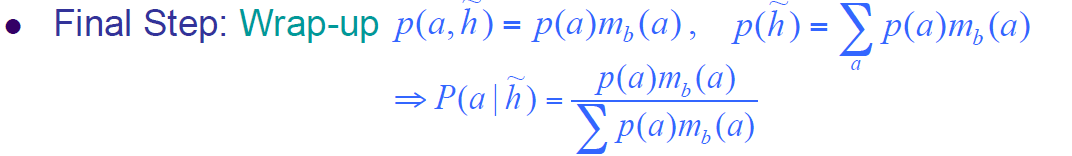 ● Final Step: Wrap-up p(a, h̃) = p(a)m_b(a), p(h̃) = ∑_a p(a)m_b(a)
⇒ P(a | h̃) = p(a)m_b(a) / ∑ p(a)m_b(a)